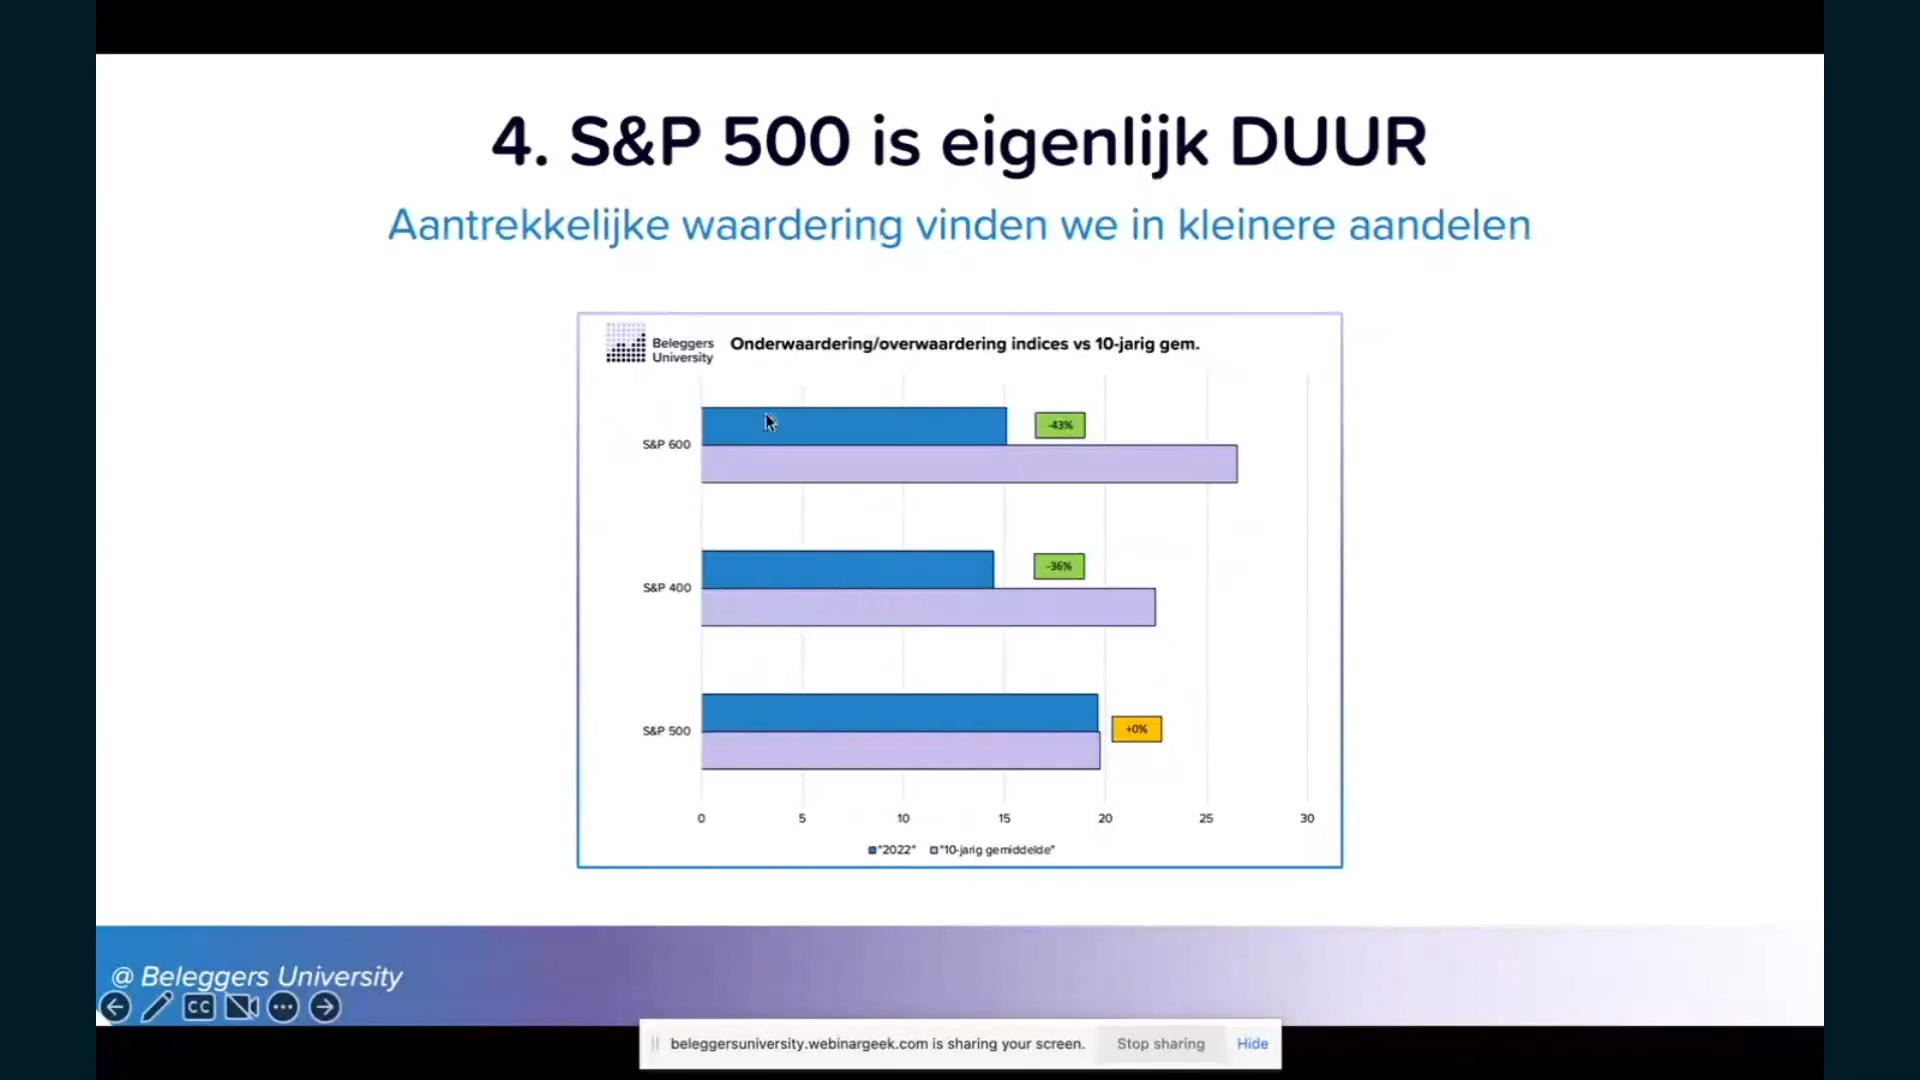 4. S&P 500 is eigenlijk DUUR
Aantrekkelijke waardering vinden we in kleinere aandelen
Beleggers
University
Onderwaardering/overwaardering indices vs 10-jarig gem.
S&P 600
-43%
S&P 400
-36%
S&P 500
+0%
0 5 10 15 20 25 30
"2022" "10-jarig gemiddelde"
@ Beleggers University
CC
beleggersuniversity.webinargeek.com is sharing your screen. Stop sharing Hide